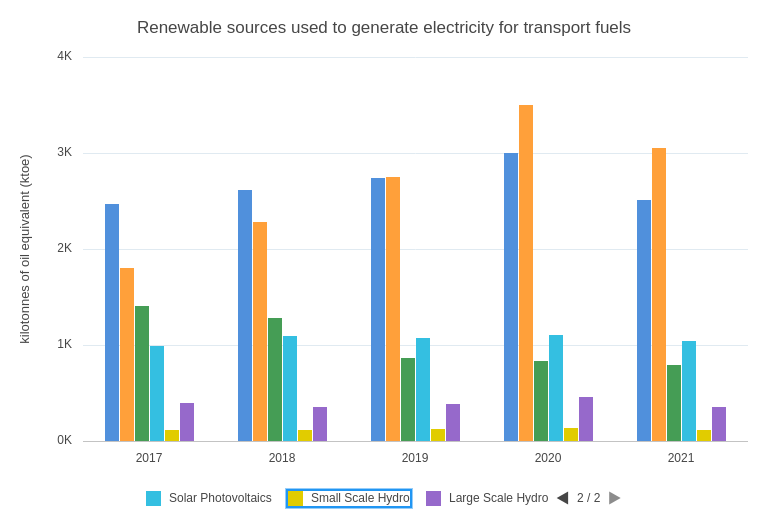 Renewable sources used to generate electricity for transport fuels
kilotonnes of oil equivalent (ktoe)
4K
3K
2K
1K
0K
2017 2018 2019 2020 2021
Solar Photovoltaics Small Scale Hydro Large Scale Hydro 2 / 2